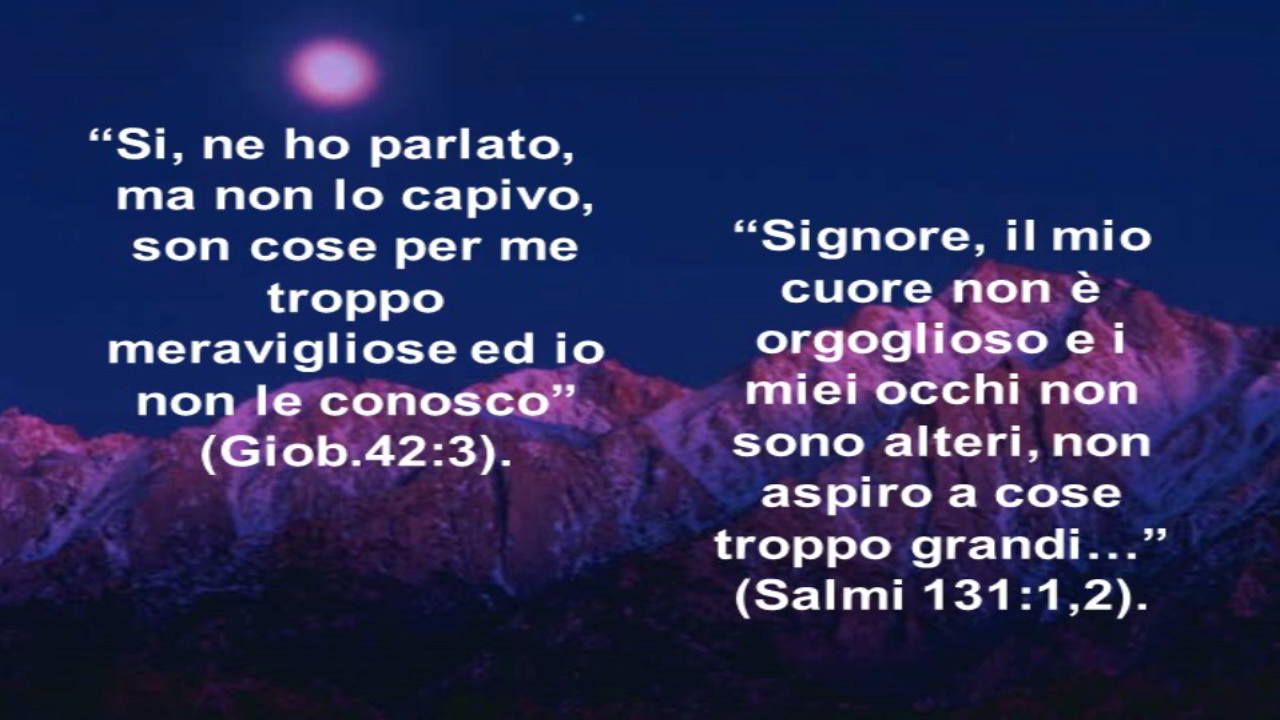 “Si, ne ho parlato,
ma non lo capivo,
son cose per me
troppo
meravigliose ed io
non le conosco”
(Giob.42:3).
“Signore, il mio
cuore non è
orgoglioso e i
miei occhi non
sono alteri, non
aspiro a cose
troppo grandi…”
(Salmi 131:1,2).